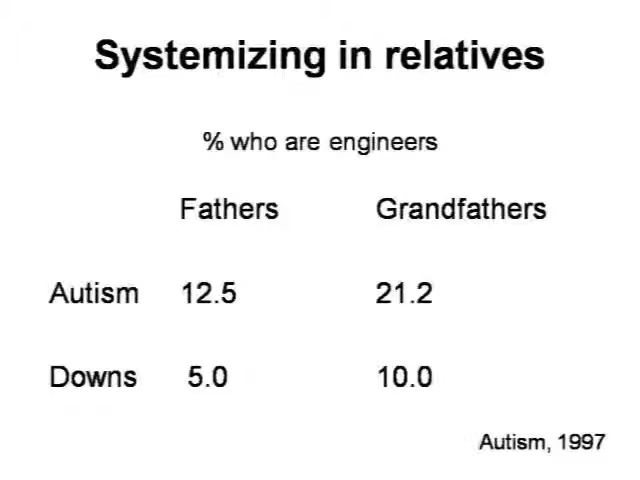 Systemizing in relatives
% who are engineers
Fathers Grandfathers
Autism 12.5 21.2
Downs 5.0 10.0
Autism, 1997